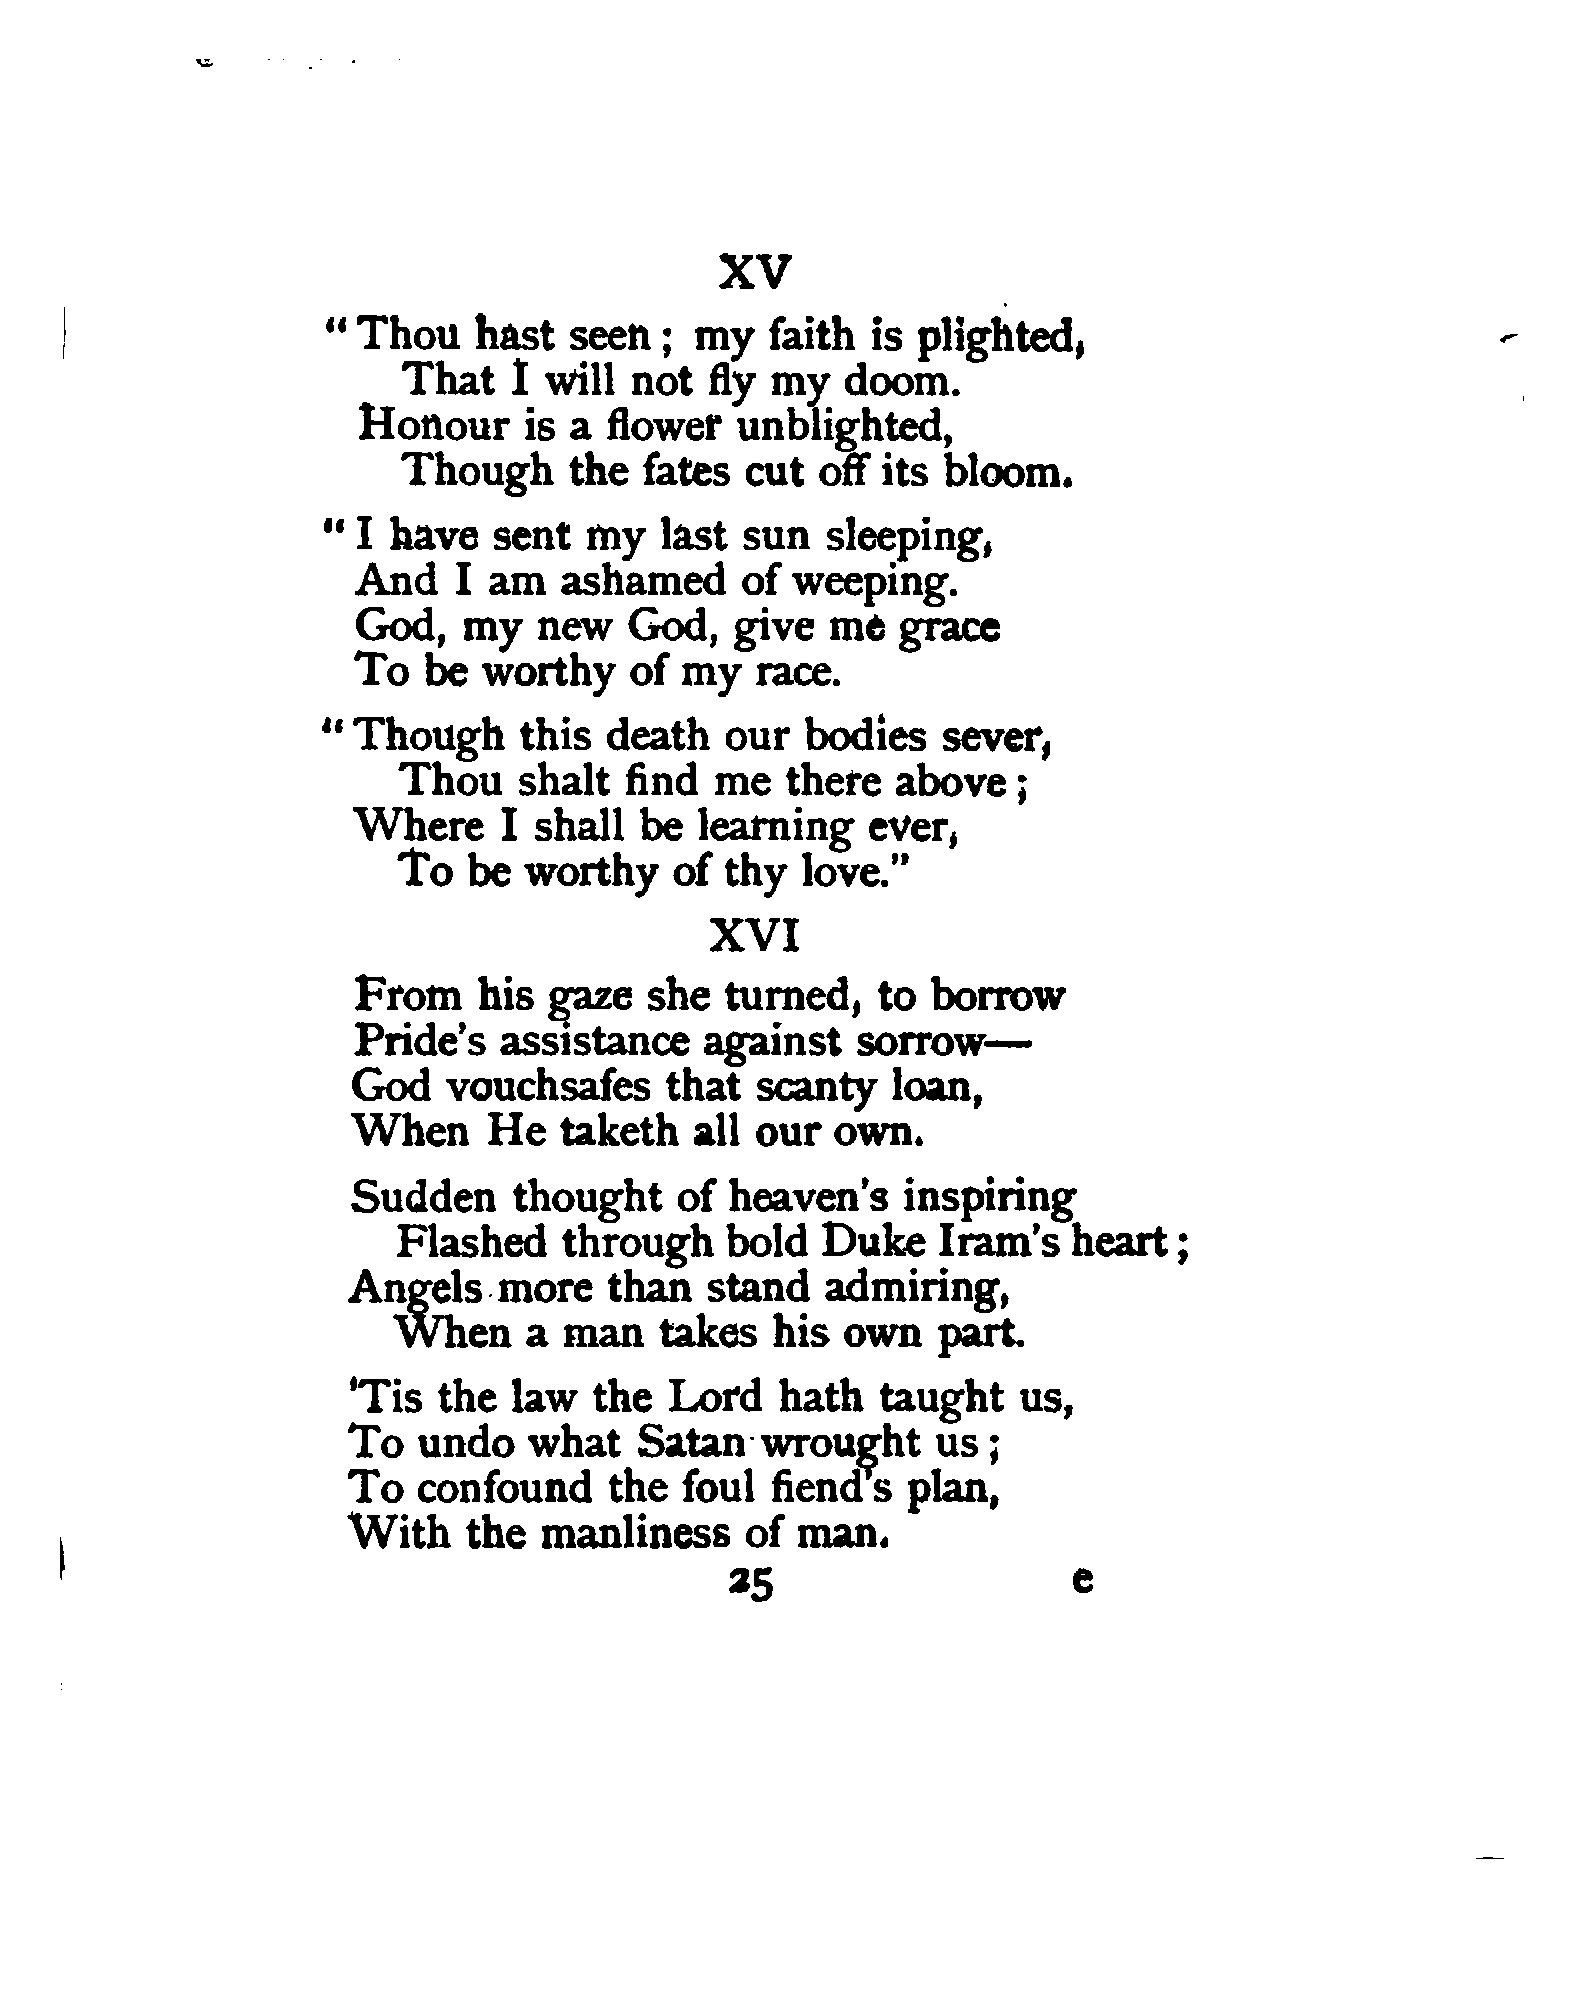 XV
" Thou hast seen ; my faith is plighted,
That I will not fly my doom.
Honour is a flower unblighted,
Though the fates cut off its bloom.
" I have sent my last sun sleeping,
And I am ashamed of weeping.
God, my new God, give me grace
To be worthy of my race.
" Though this death our bodies sever,
Thou shalt find me there above ;
Where I shall be learning ever,
To be worthy of thy love."
XVI
From his gaze she turned, to borrow
Pride's assistance against sorrow—
God vouchsafes that scanty loan,
When He taketh all our own.
Sudden thought of heaven's inspiring
Flashed through bold Duke Iram's heart ;
Angels more than stand admiring,
When a man takes his own part.
'Tis the law the Lord hath taught us,
To undo what Satan wrought us ;
To confound the foul fiend's plan,
With the manliness of man.
25 e